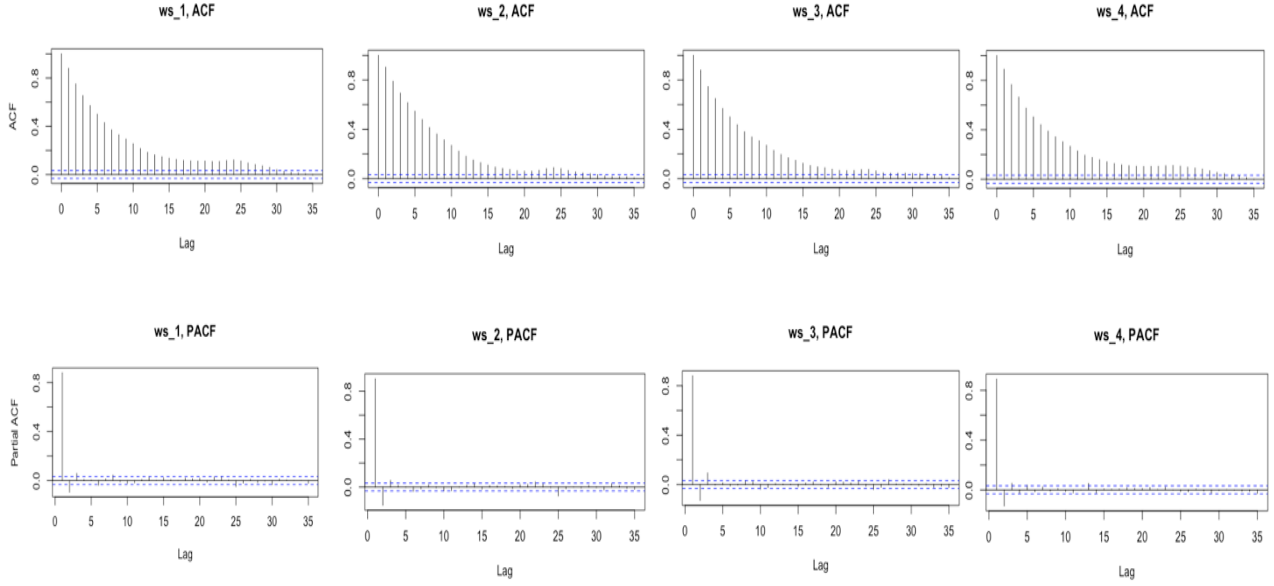 ws_1, ACF
ws_2, ACF
ws_3, ACF
ws_4, ACF
ACF
0.0 0.4 0.8
0.0 0.4 0.8
0.0 0.4 0.8
0.0 0.4 0.8
0 5 10 15 20 25 30 35
0 5 10 15 20 25 30 35
0 5 10 15 20 25 30 35
0 5 10 15 20 25 30 35
Lag
Lag
Lag
Lag
ws_1, PACF
ws_2, PACF
ws_3, PACF
ws_4, PACF
Partial ACF
0.0 0.4 0.8
0.0 0.4 0.8
0.0 0.4 0.8
0.0 0.4 0.8
0 5 10 15 20 25 30 35
0 5 10 15 20 25 30 35
0 5 10 15 20 25 30 35
0 5 10 15 20 25 30 35
Lag
Lag
Lag
Lag